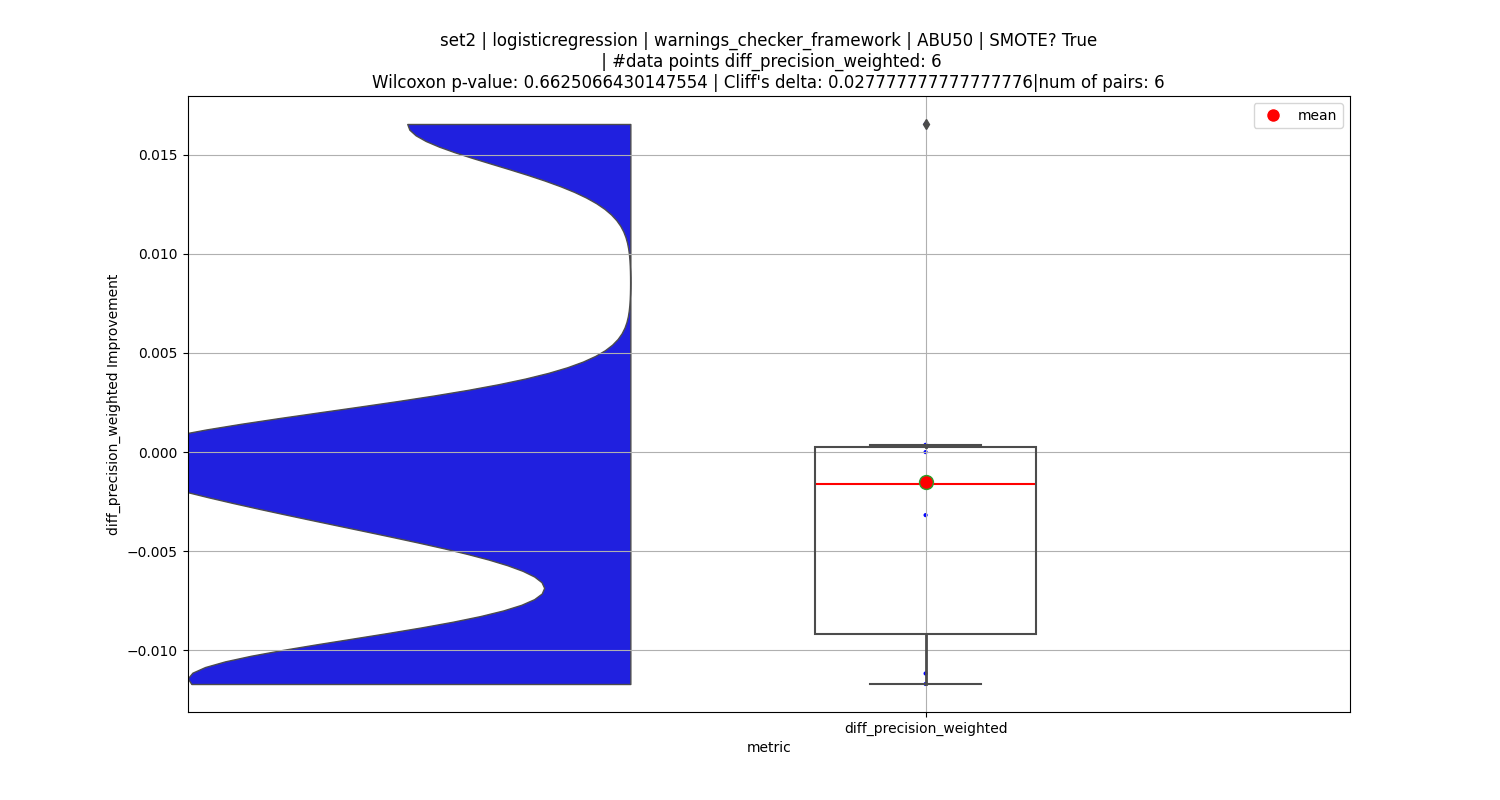 set2 | logisticregression | warnings_checker_framework | ABU50 | SMOTE? True
| #data points diff_precision_weighted: 6
Wilcoxon p-value: 0.6625066430147554 | Cliff's delta: 0.027777777777777776|num of pairs: 6
mean
0.015
0.010
0.005
0.000
−0.005
−0.010
diff_precision_weighted Improvement
diff_precision_weighted
metric